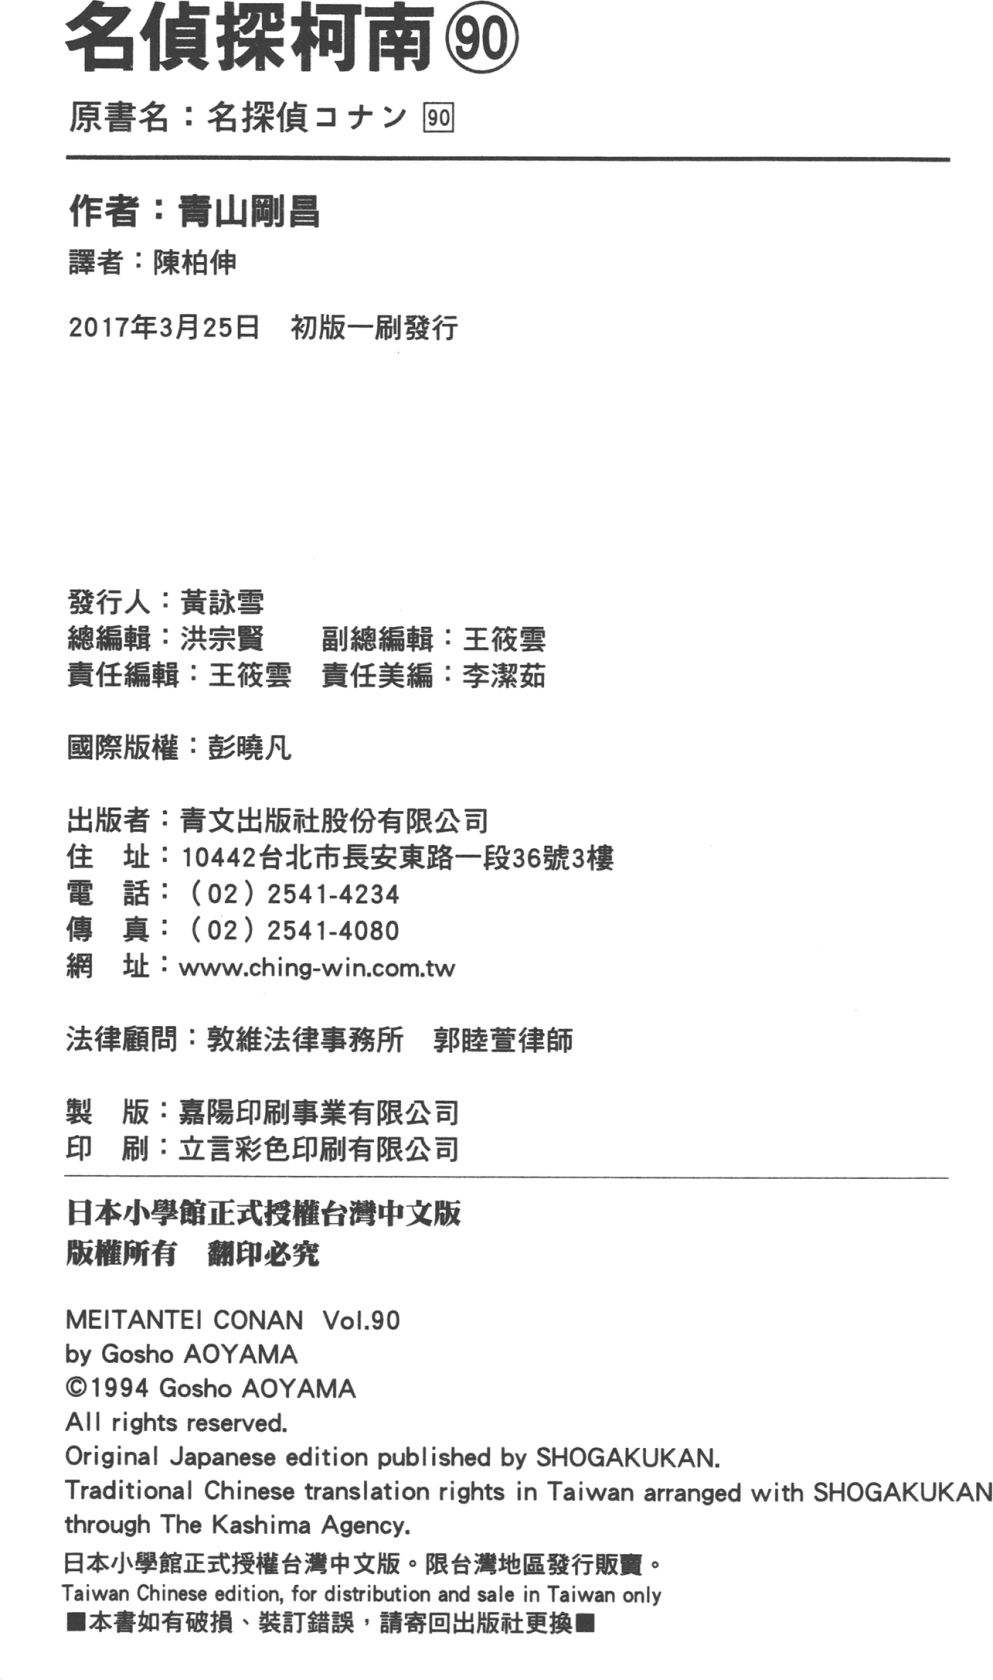 名偵探柯南90
原書名：名探偵コナン 90
作者：青山剛昌
譯者：陳柏伸
2017年3月25日　初版一刷發行
發行人：黃詠雪
總編輯：洪宗賢　　副總編輯：王筱雲
責任編輯：王筱雲　責任美編：李潔茹
國際版權：彭曉凡
出版者：青文出版社股份有限公司
住　址：10442台北市長安東路一段36號3樓
電　話：（02）2541-4234
傳　真：（02）2541-4080
網　址：www.ching-win.com.tw
法律顧問：敦維法律事務所　郭睦萱律師
製　版：嘉陽印刷事業有限公司
印　刷：立言彩色印刷有限公司
日本小學館正式授權台灣中文版
版權所有　翻印必究
MEITANTEI CONAN Vol.90
by Gosho AOYAMA
©1994 Gosho AOYAMA
All rights reserved.
Original Japanese edition published by SHOGAKUKAN.
Traditional Chinese translation rights in Taiwan arranged with SHOGAKUKAN
through The Kashima Agency.
日本小學館正式授權台灣中文版。限台灣地區發行販賣。
Taiwan Chinese edition, for distribution and sale in Taiwan only
■本書如有破損、裝訂錯誤，請寄回出版社更換■